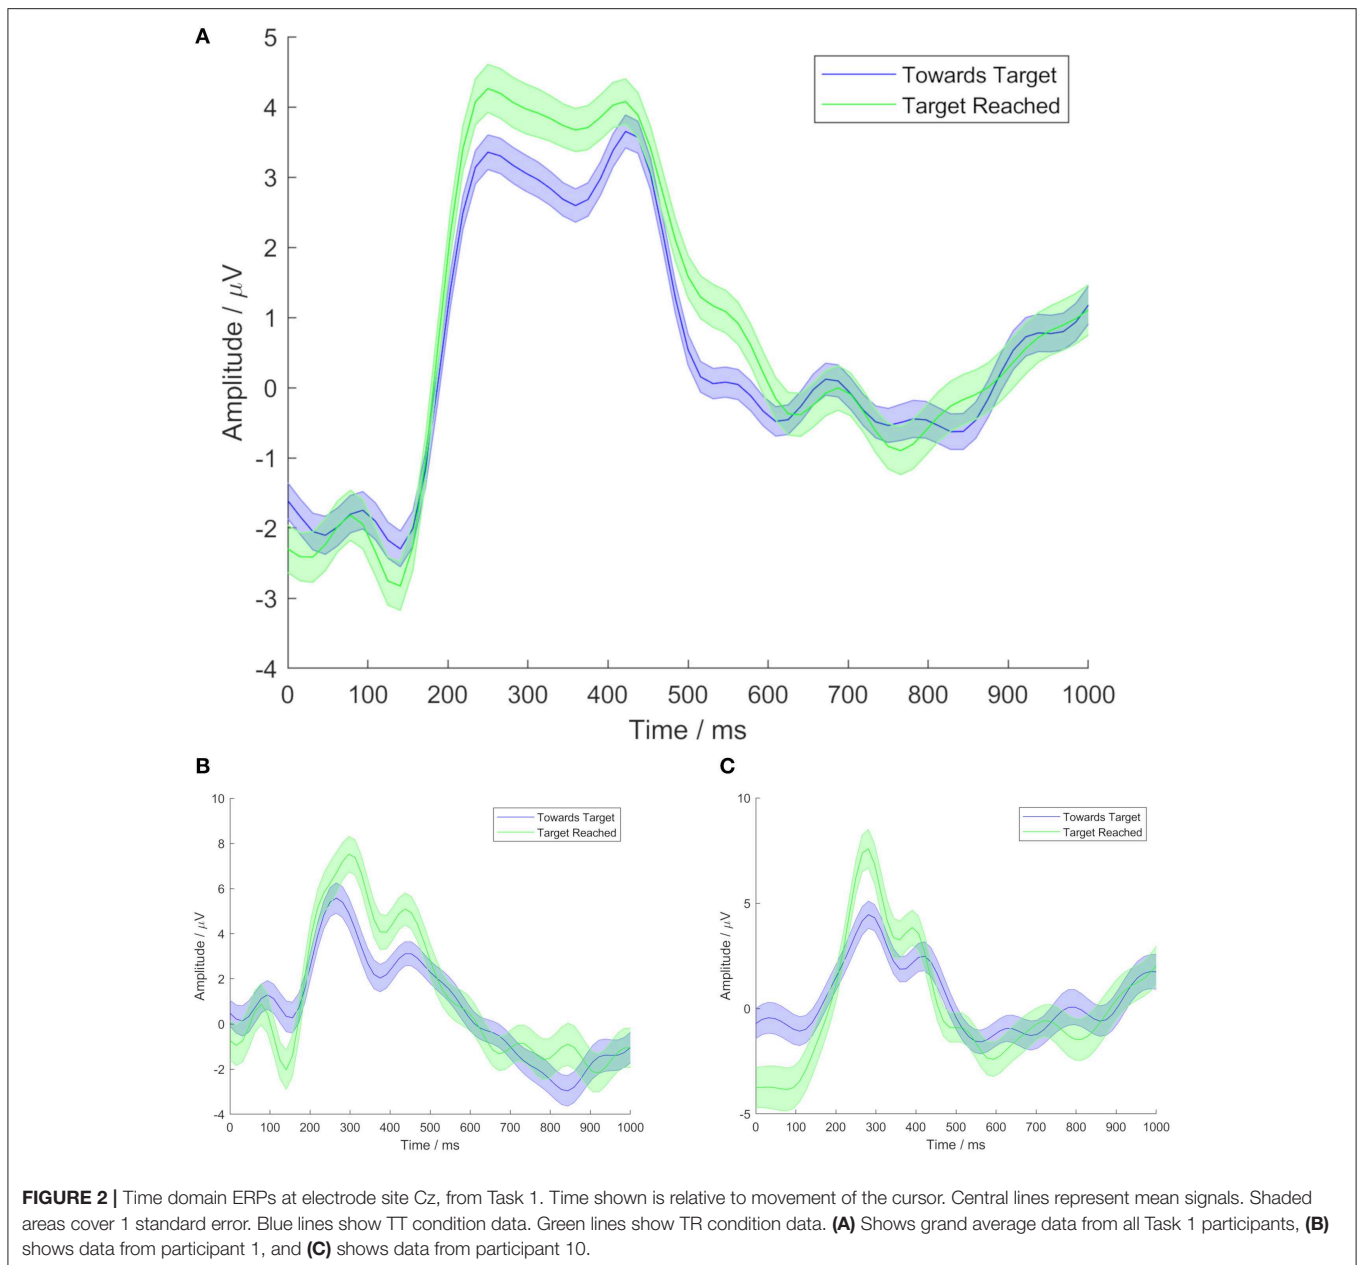 A
5
4
3
2
1
0
-1
-2
-3
-4
Amplitude / μV
Towards Target
Target Reached
0 100 200 300 400 500 600 700 800 900 1000
Time / ms
B
10
8
6
4
2
0
-2
-4
Amplitude / μV
Towards Target
Target Reached
0 100 200 300 400 500 600 700 800 900 1000
Time / ms
C
10
5
0
-5
Amplitude / μV
Towards Target
Target Reached
0 100 200 300 400 500 600 700 800 900 1000
Time / ms
FIGURE 2 | Time domain ERPs at electrode site Cz, from Task 1. Time shown is relative to movement of the cursor. Central lines represent mean signals. Shaded
areas cover 1 standard error. Blue lines show TT condition data. Green lines show TR condition data. (A) Shows grand average data from all Task 1 participants, (B)
shows data from participant 1, and (C) shows data from participant 10.